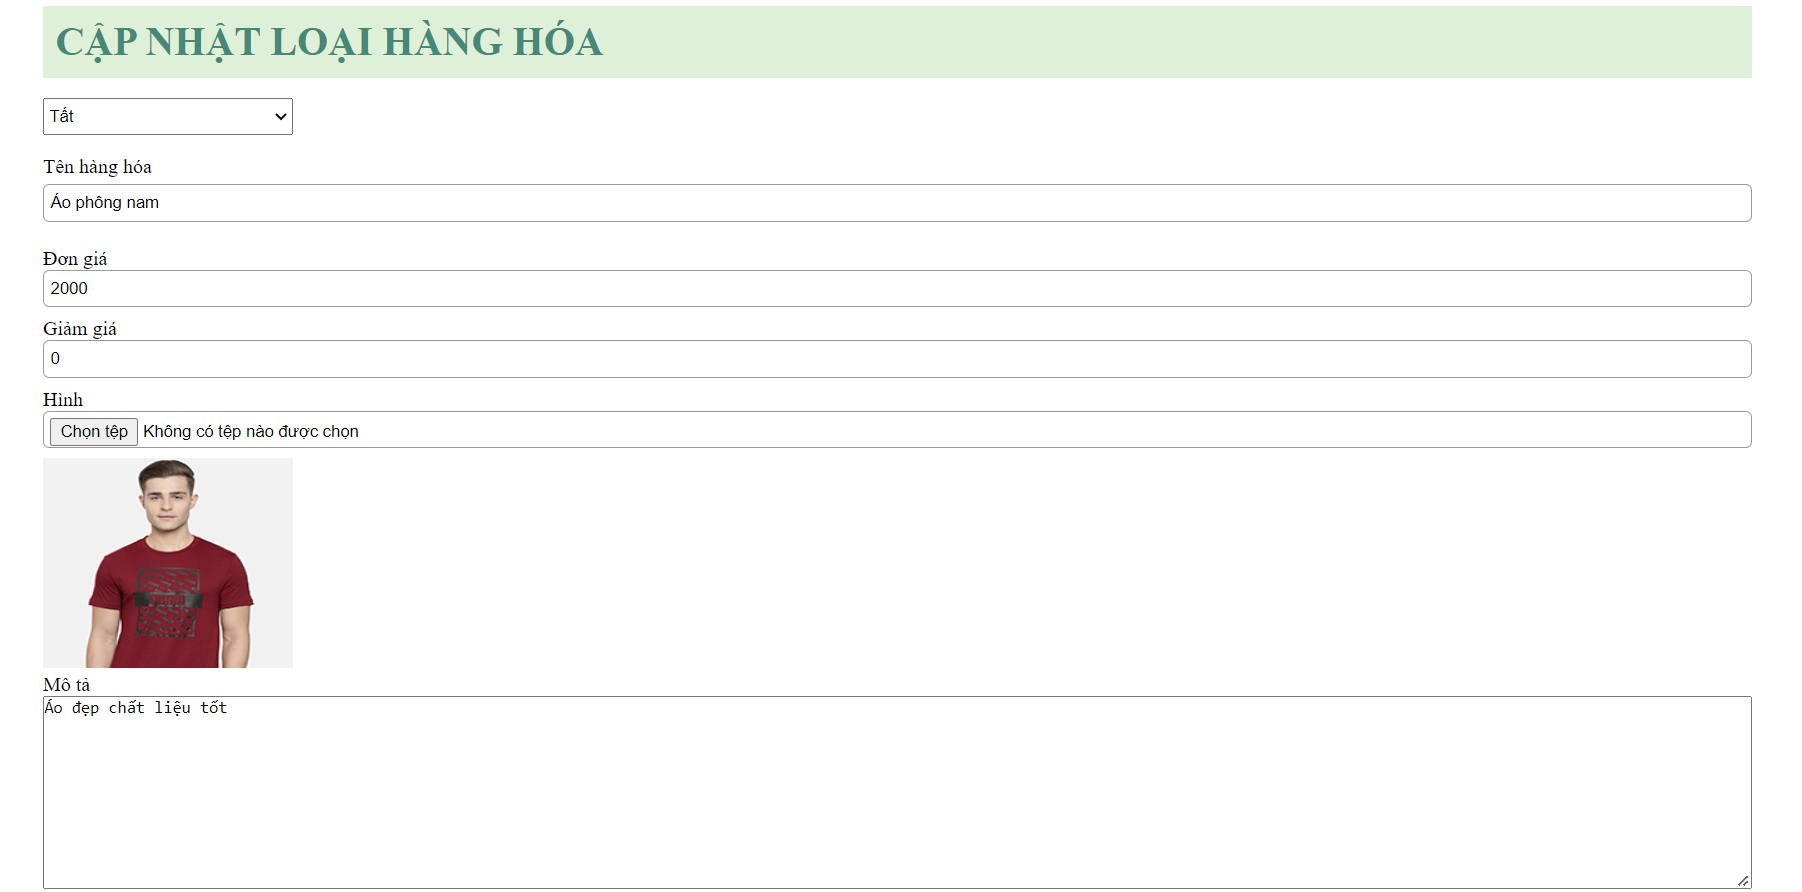 CẬP NHẬT LOẠI HÀNG HÓA
Tất
Tên hàng hóa
Áo phông nam
Đơn giá
2000
Giảm giá
0
Hình
Chọn tệp Không có tệp nào được chọn
Mô tả
Áo đẹp chất liệu tốt